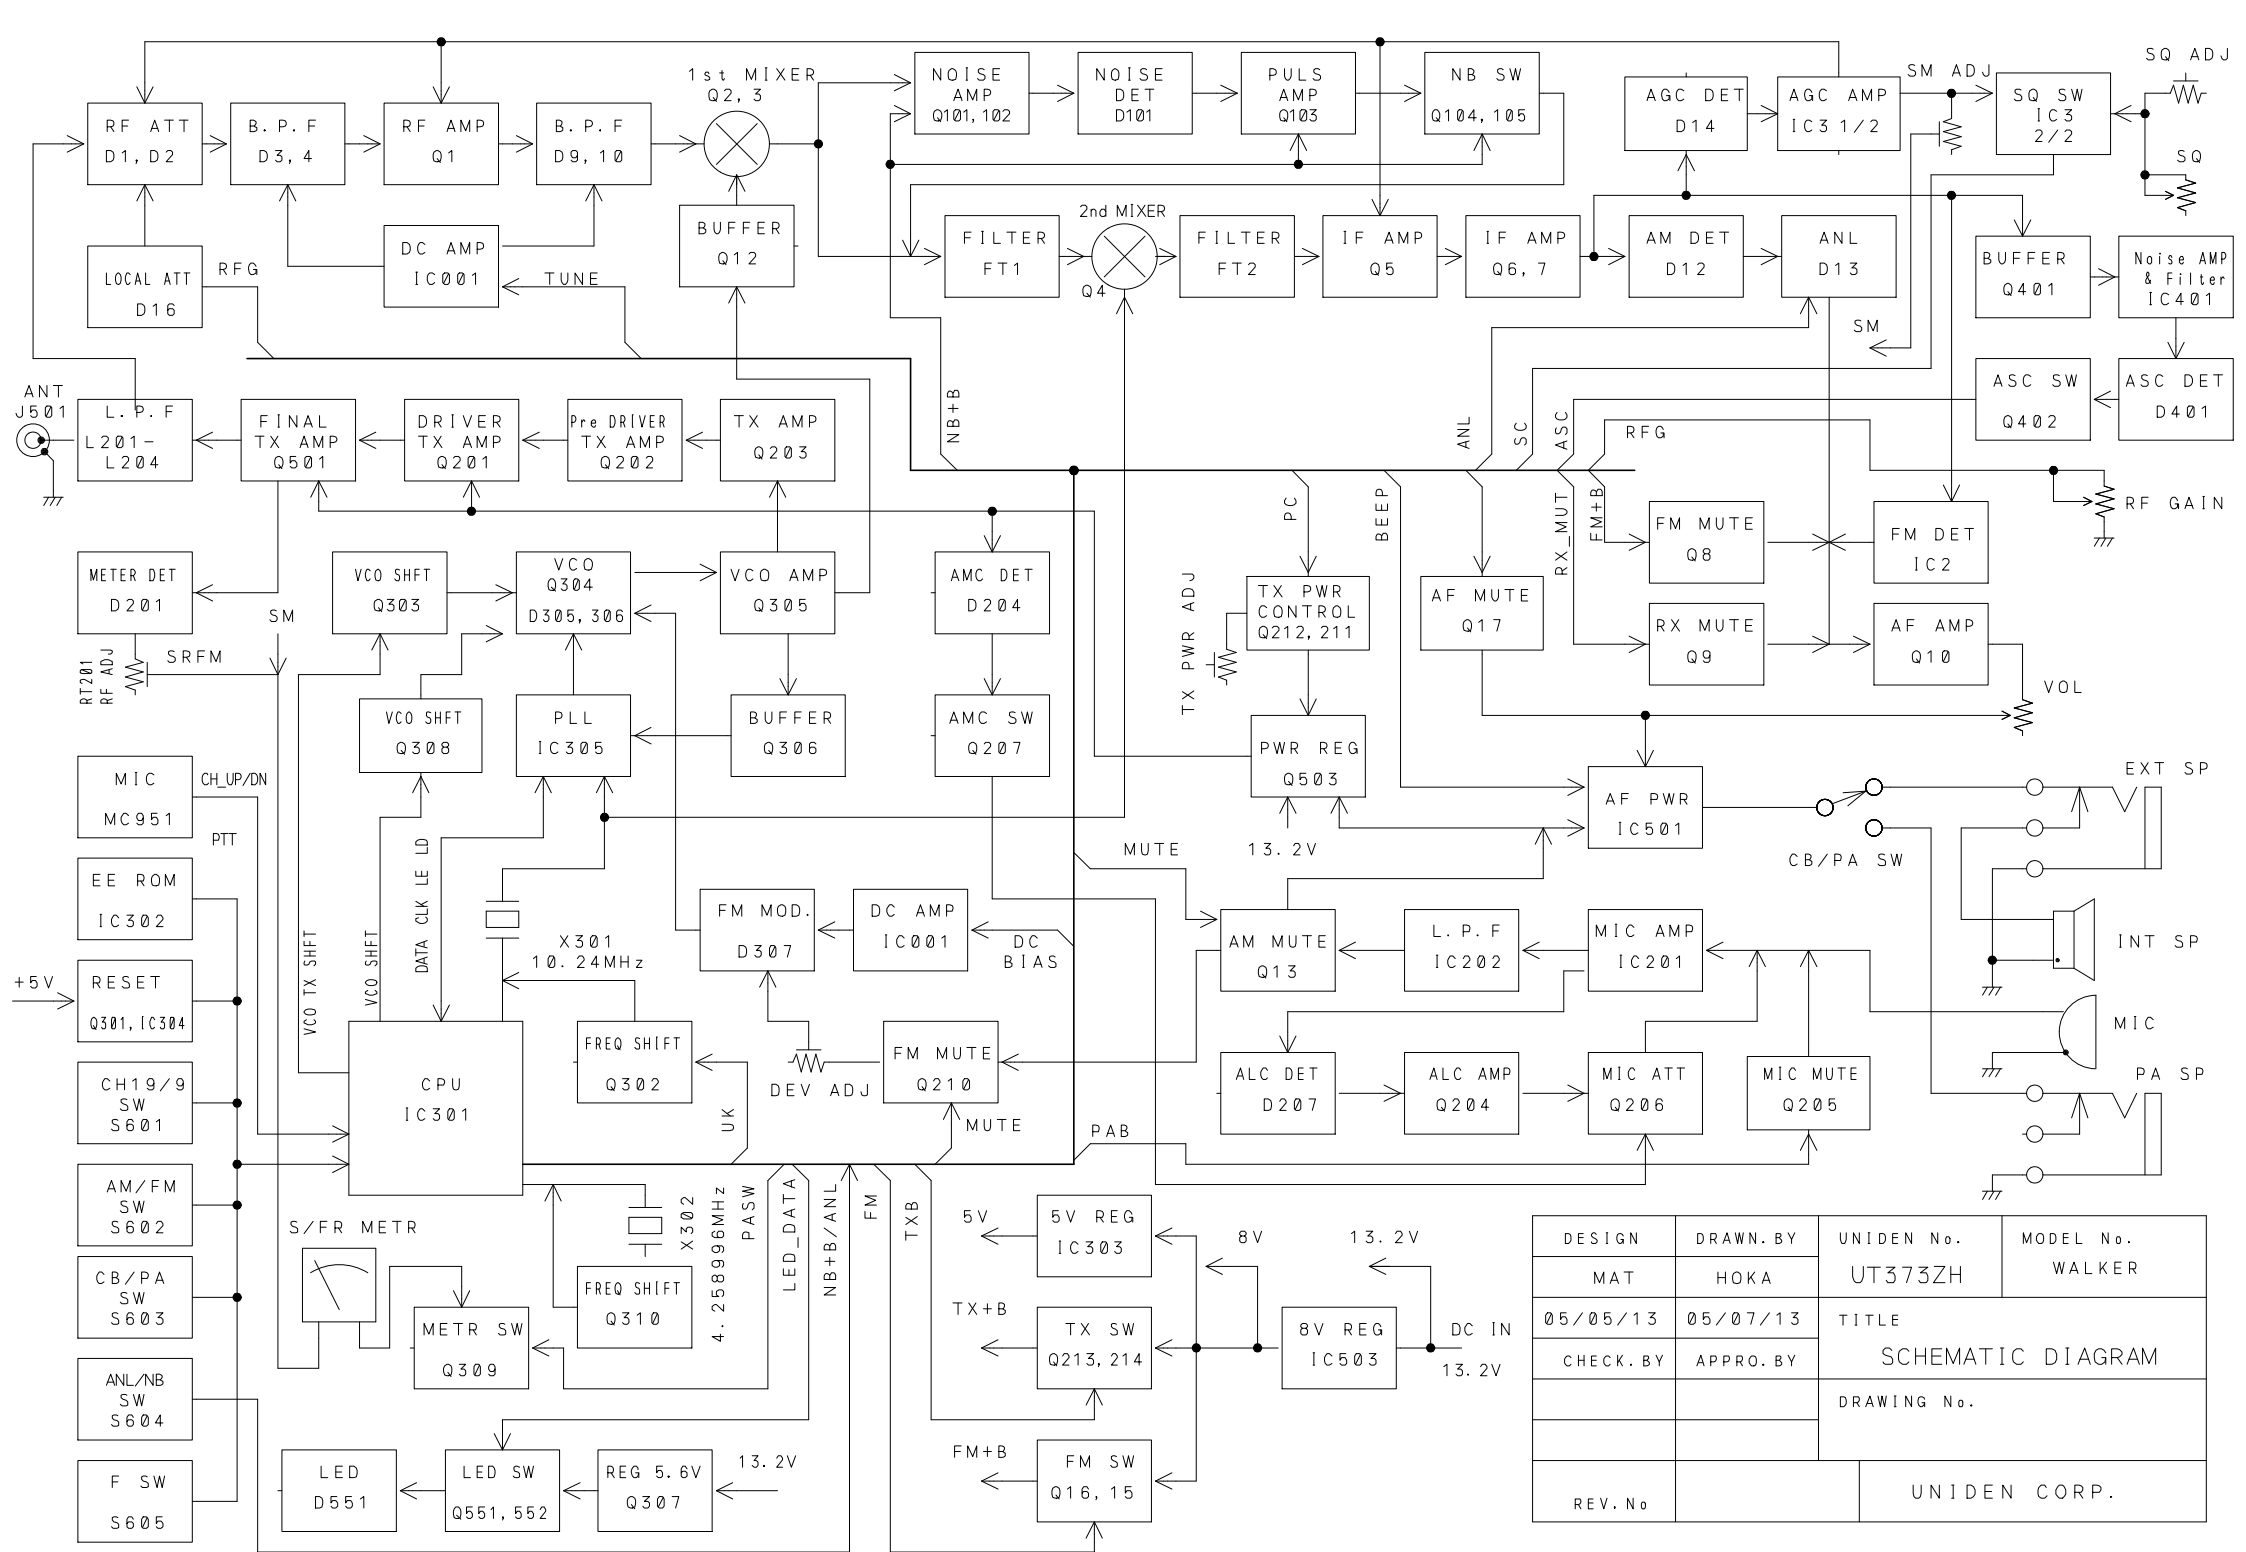 RF ATT
D1, D2
B.P.F
D3, 4
RF AMP
Q1
B.P.F
D9, 10
1st MIXER
Q2, 3
NOISE
AMP
Q101, 102
NOISE
DET
D101
PULS
AMP
Q103
NB SW
Q104, 105
AGC DET
D14
AGC AMP
IC3 1/2
SM ADJ
SQ SW
IC3
2/2
SQ ADJ
SQ
LOCAL ATT
D16
RFG
DC AMP
IC001
TUNE
BUFFER
Q12
FILTER
FT1
2nd MIXER
Q4
FILTER
FT2
IF AMP
Q5
IF AMP
Q6, 7
AM DET
D12
ANL
D13
BUFFER
Q401
Noise AMP
& Filter
IC401
SM
ANT
J501
L.P.F
L201-
L204
FINAL
TX AMP
Q501
DRIVER
TX AMP
Q201
Pre DRIVER
TX AMP
Q202
TX AMP
Q203
NB+B
ANL
SC
ASC
RFG
ASC SW
Q402
ASC DET
D401
RF GAIN
METER DET
D201
VCO SHFT
Q303
VCO
Q304
D305, 306
VCO AMP
Q305
AMC DET
D204
PC
BEEP
RX_MUT
FM+B
FM MUTE
Q8
FM DET
IC2
TX PWR ADJ
TX PWR
CONTROL
Q212, 211
AF MUTE
Q17
RX MUTE
Q9
AF AMP
Q10
SM
SRFM
RT201
RF ADJ
VCO SHFT
Q308
PLL
IC305
BUFFER
Q306
AMC SW
Q207
PWR REG
Q503
VOL
MIC
MC951
CH_UP/DN
PTT
AF PWR
IC501
13.2V
EXT SP
CB/PA SW
MUTE
EE ROM
IC302
VCO TX SHFT
VCO SHFT
DATA CLK LE LD
X301
10.24MHz
FM MOD.
D307
DC AMP
IC001
DC
BIAS
AM MUTE
Q13
L.P.F
IC202
MIC AMP
IC201
INT SP
+5V
RESET
Q301, IC304
CPU
IC301
FREQ SHIFT
Q302
DEV ADJ
FM MUTE
Q210
ALC DET
D207
ALC AMP
Q204
MIC ATT
Q206
MIC MUTE
Q205
MIC
CH19/9
SW
S601
UK
MUTE
PAB
PA SP
AM/FM
SW
S602
S/FR METR
X302
4.258996MHz
PASW
LED_DATA
NB+B/ANL
FM
TXB
5V
5V REG
IC303
8V
13.2V
CB/PA
SW
S603
FREQ SHIFT
Q310
METR SW
Q309
TX+B
TX SW
Q213, 214
8V REG
IC503
DC IN
13.2V
ANL/NB
SW
S604
F SW
S605
LED
D551
LED SW
Q551, 552
REG 5.6V
Q307
13.2V
FM+B
FM SW
Q16, 15
DESIGN
DRAWN.BY
UNIDEN No.
MODEL No.
MAT
HOKA
UT373ZH
WALKER
05/05/13
05/07/13
TITLE
CHECK.BY
APPRO.BY
SCHEMATIC DIAGRAM
DRAWING No.
REV.No
UNIDEN CORP.